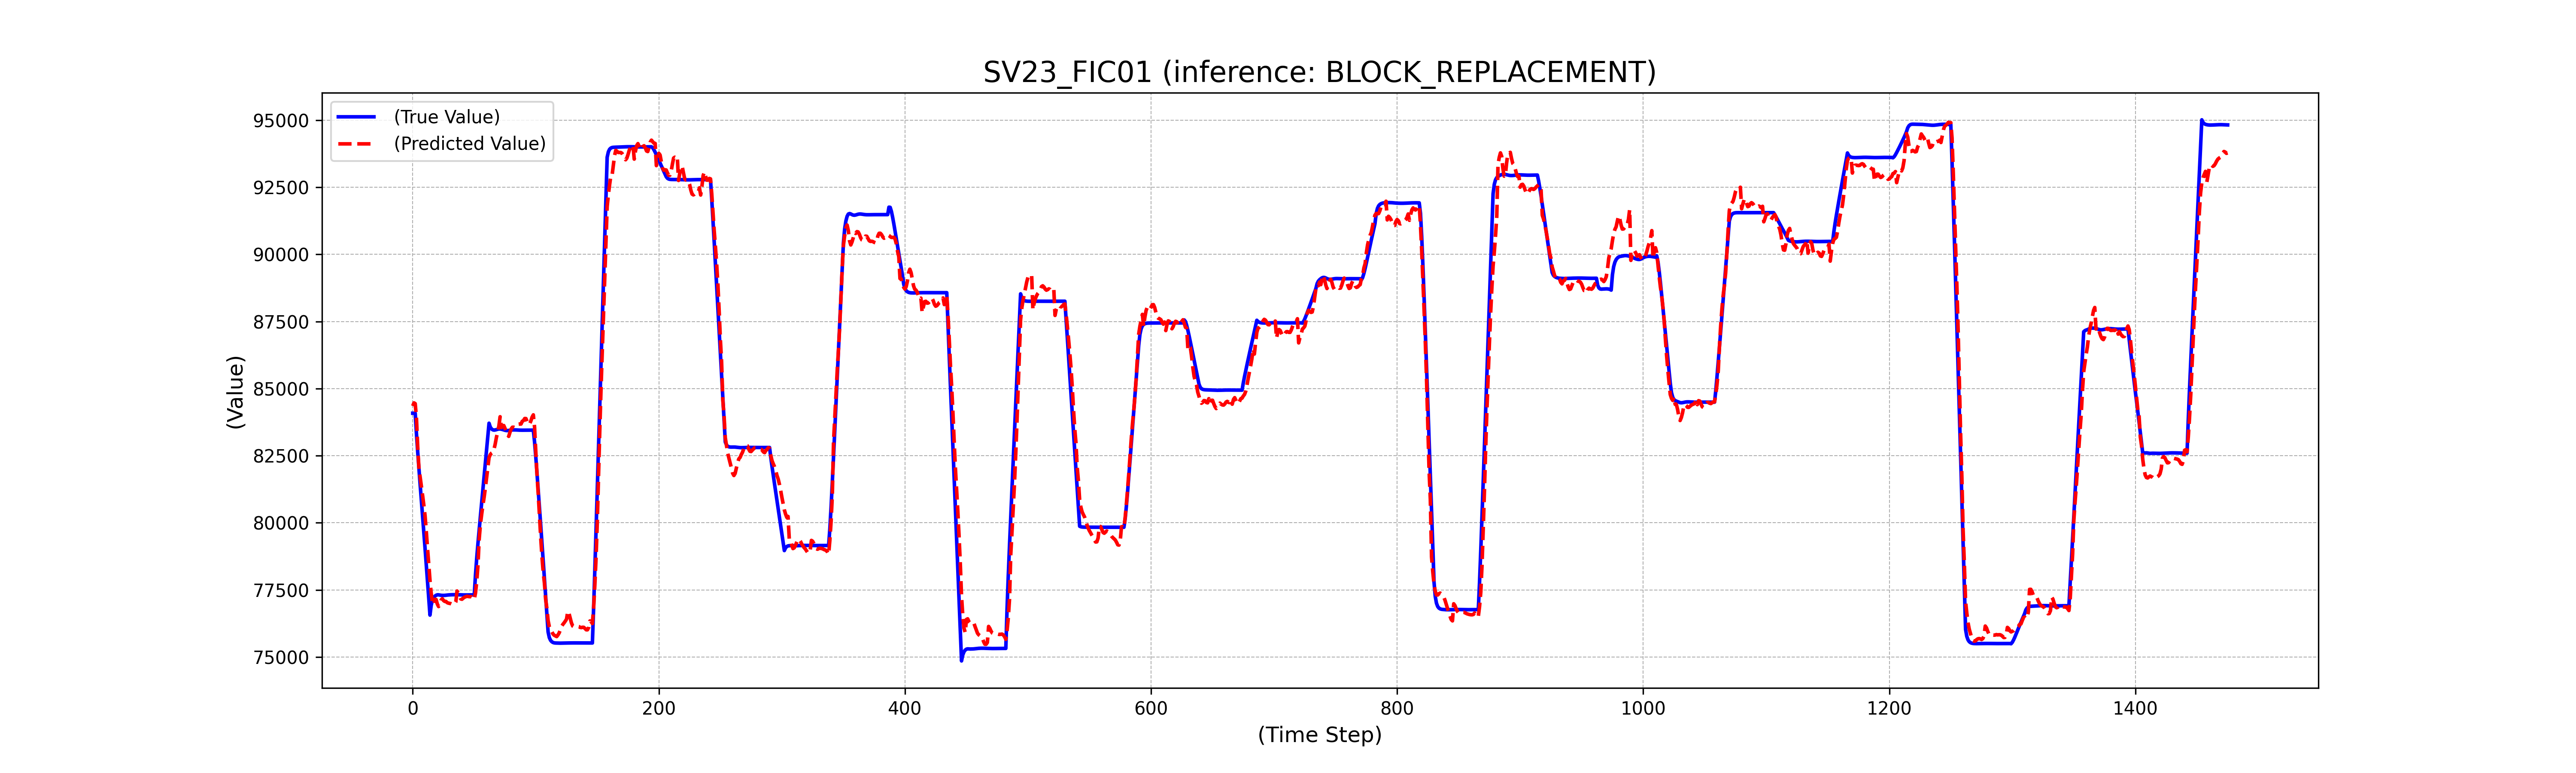 SV23_FIC01 (inference: BLOCK_REPLACEMENT)
(True Value)
(Predicted Value)
(Value)
95000
92500
90000
87500
85000
82500
80000
77500
75000
0 200 400 600 800 1000 1200 1400
(Time Step)